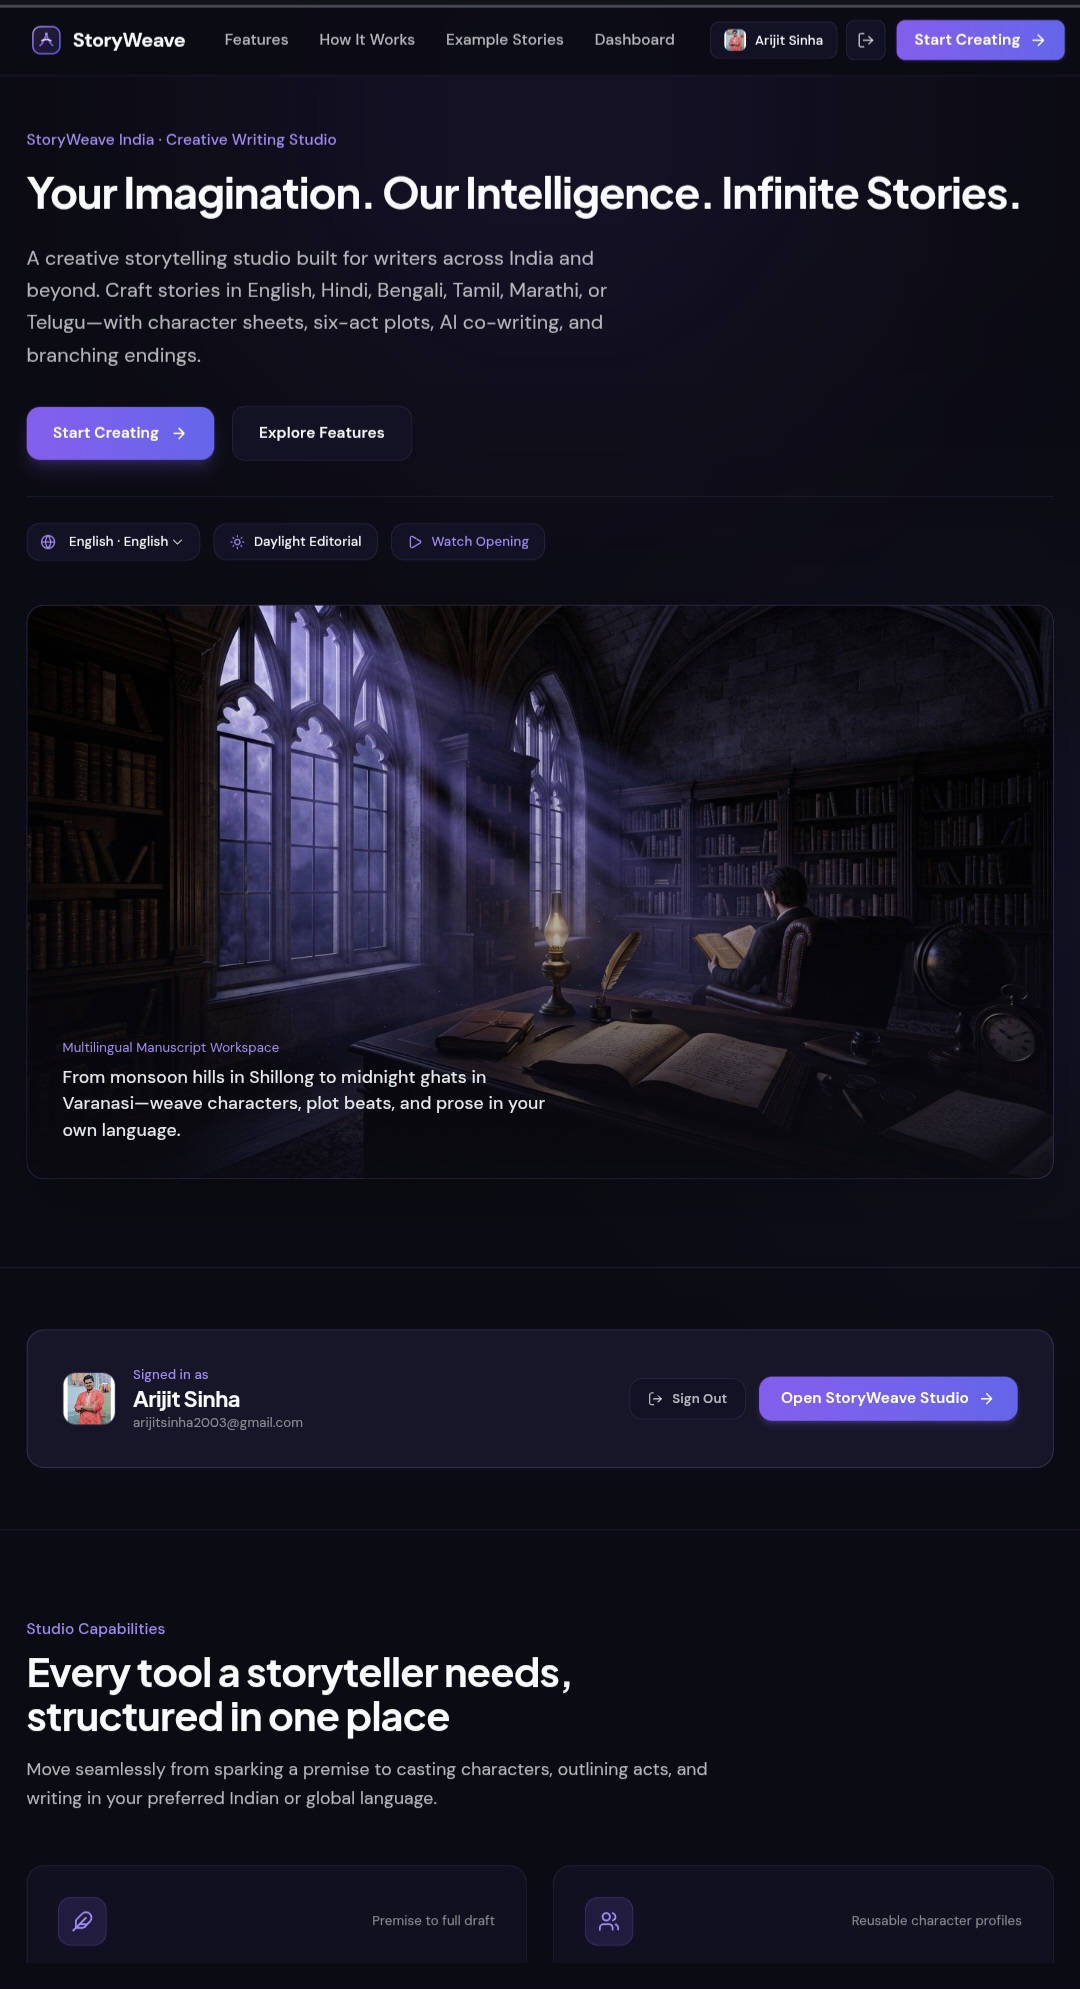 StoryWeave
Features
How It Works
Example Stories
Dashboard
Arijit Sinha
Start Creating
StoryWeave India · Creative Writing Studio
Your Imagination. Our Intelligence. Infinite Stories.
A creative storytelling studio built for writers across India and
beyond. Craft stories in English, Hindi, Bengali, Tamil, Marathi, or
Telugu—with character sheets, six-act plots, AI co-writing, and
branching endings.
Start Creating
Explore Features
English · English
Daylight Editorial
Watch Opening
Multilingual Manuscript Workspace
From monsoon hills in Shillong to midnight ghats in
Varanasi—weave characters, plot beats, and prose in your
own language.
Signed in as
Arijit Sinha
arijitsinha2003@gmail.com
Sign Out
Open StoryWeave Studio
Studio Capabilities
Every tool a storyteller needs,
structured in one place
Move seamlessly from sparking a premise to casting characters, outlining acts, and
writing in your preferred Indian or global language.
Premise to full draft
Reusable character profiles